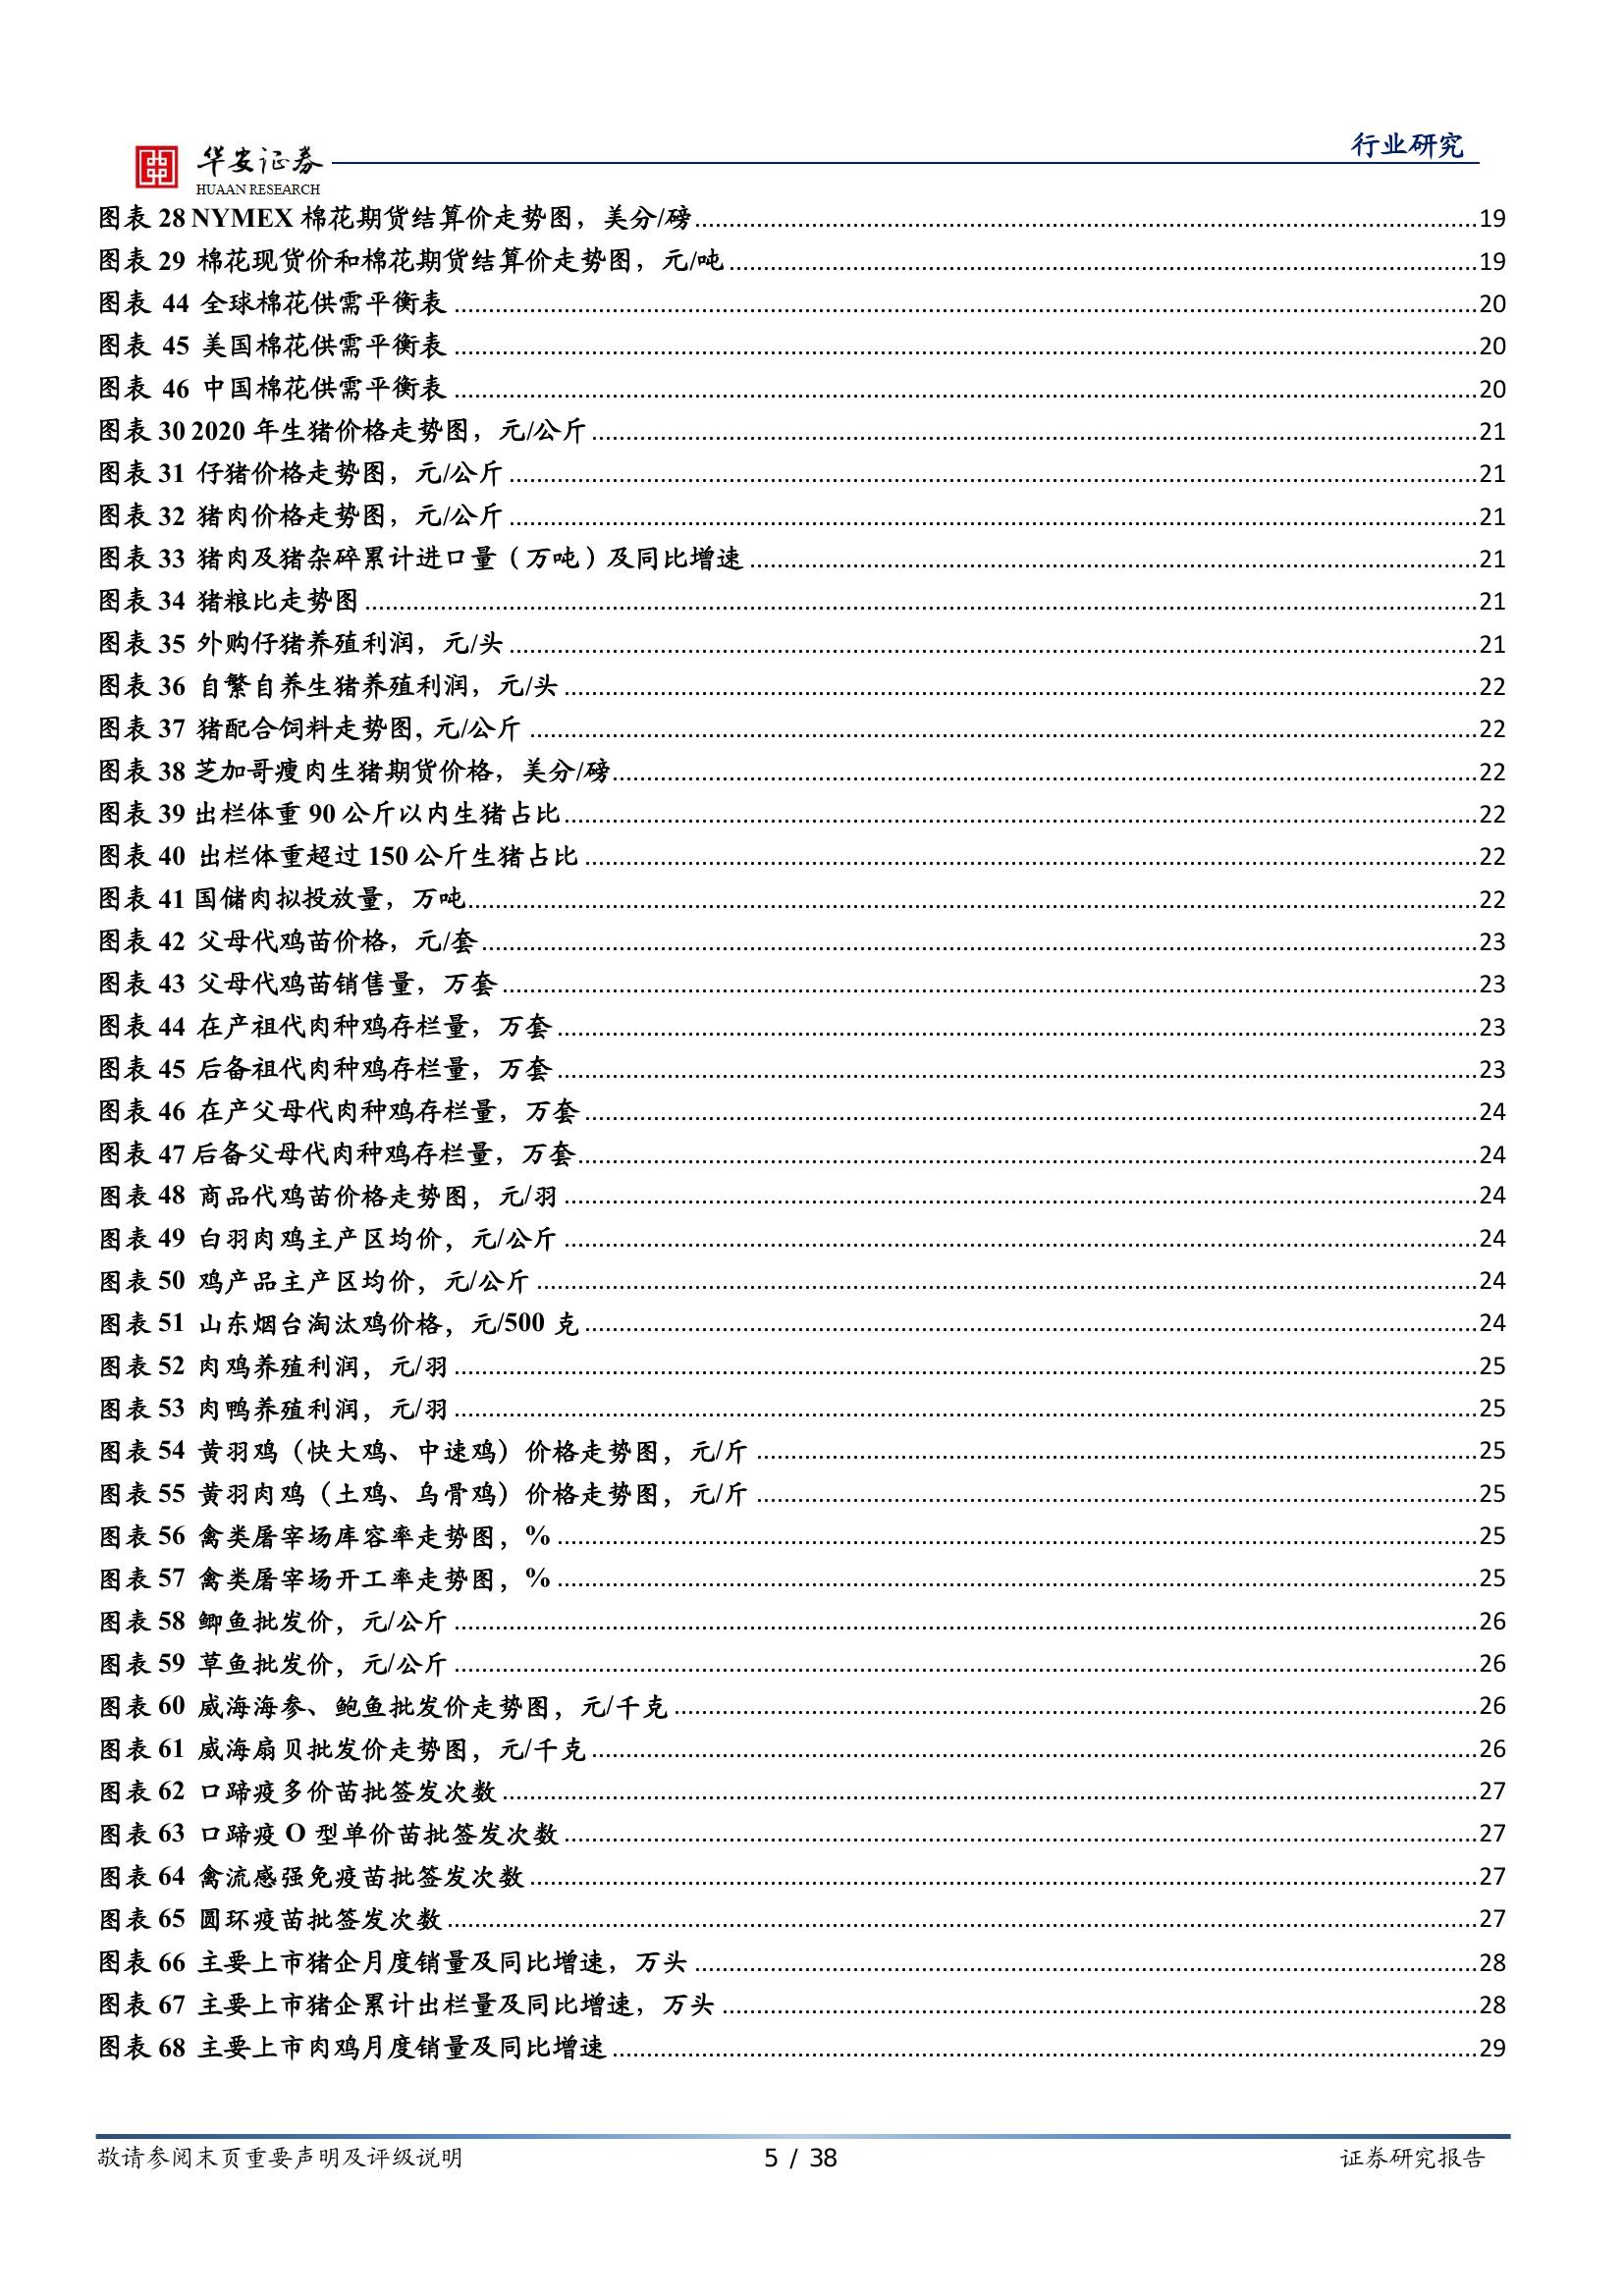 行业研究
华安证券
HUAAN RESEARCH
图表 28 NYMEX 棉花期货结算价走势图，美分/磅 19
图表 29 棉花现货价和棉花期货结算价走势图，元/吨 19
图表 44 全球棉花供需平衡表 20
图表 45 美国棉花供需平衡表 20
图表 46 中国棉花供需平衡表 20
图表 30 2020 年生猪价格走势图，元/公斤 21
图表 31 仔猪价格走势图，元/公斤 21
图表 32 猪肉价格走势图，元/公斤 21
图表 33 猪肉及猪杂碎累计进口量（万吨）及同比增速 21
图表 34 猪粮比走势图 21
图表 35 外购仔猪养殖利润，元/头 21
图表 36 自繁自养生猪养殖利润，元/头 22
图表 37 猪配合饲料走势图, 元/公斤 22
图表 38 芝加哥瘦肉生猪期货价格，美分/磅 22
图表 39 出栏体重 90 公斤以内生猪占比 22
图表 40 出栏体重超过 150 公斤生猪占比 22
图表 41 国储肉拟投放量，万吨 22
图表 42 父母代鸡苗价格，元/套 23
图表 43 父母代鸡苗销售量，万套 23
图表 44 在产祖代肉种鸡存栏量，万套 23
图表 45 后备祖代肉种鸡存栏量，万套 23
图表 46 在产父母代肉种鸡存栏量，万套 24
图表 47 后备父母代肉种鸡存栏量，万套 24
图表 48 商品代鸡苗价格走势图，元/羽 24
图表 49 白羽肉鸡主产区均价，元/公斤 24
图表 50 鸡产品主产区均价，元/公斤 24
图表 51 山东烟台淘汰鸡价格，元/500 克 24
图表 52 肉鸡养殖利润，元/羽 25
图表 53 肉鸭养殖利润，元/羽 25
图表 54 黄羽鸡（快大鸡、中速鸡）价格走势图，元/斤 25
图表 55 黄羽肉鸡（土鸡、乌骨鸡）价格走势图，元/斤 25
图表 56 禽类屠宰场库容率走势图，% 25
图表 57 禽类屠宰场开工率走势图，% 25
图表 58 鲫鱼批发价，元/公斤 26
图表 59 草鱼批发价，元/公斤 26
图表 60 威海海参、鲍鱼批发价走势图，元/千克 26
图表 61 威海扇贝批发价走势图，元/千克 26
图表 62 口蹄疫多价苗批签发次数 27
图表 63 口蹄疫 O 型单价苗批签发次数 27
图表 64 禽流感强免疫苗批签发次数 27
图表 65 圆环疫苗批签发次数 27
图表 66 主要上市猪企月度销量及同比增速，万头 28
图表 67 主要上市猪企累计出栏量及同比增速，万头 28
图表 68 主要上市肉鸡月度销量及同比增速 29
敬请参阅末页重要声明及评级说明 5 / 38 证券研究报告